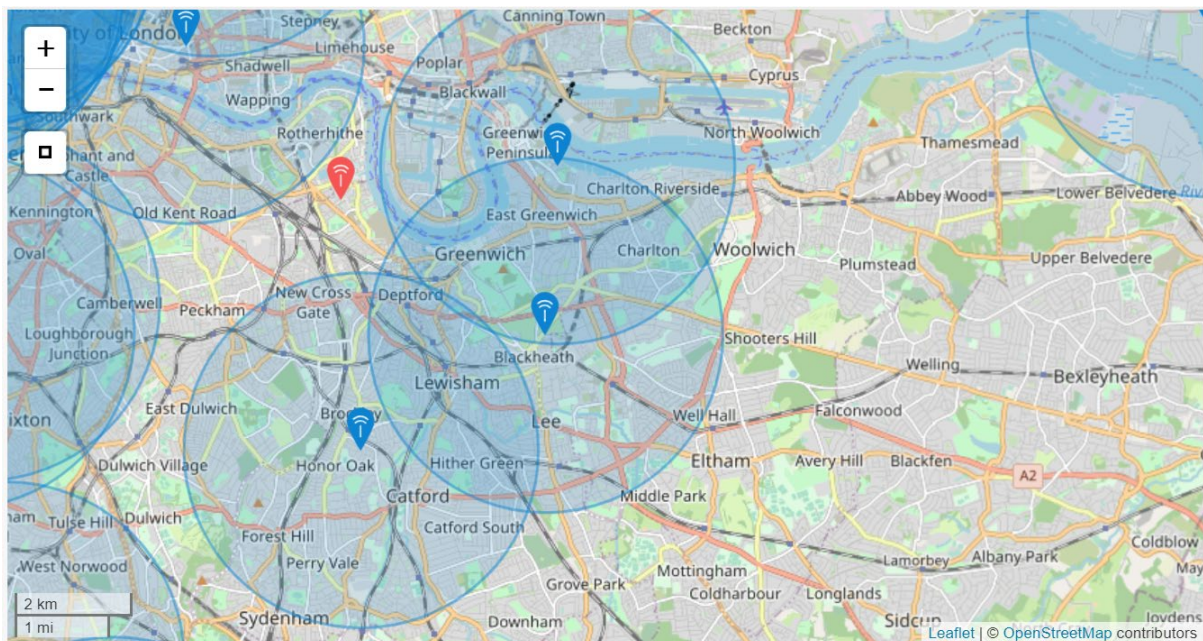 Stepney,
Canning Town
Beckton
City of London
Limehouse
Poplar
Shadwell
Cyprus
Blackwall
Wapping
Southwark
Rotherhithe
Greenwich
Peninsula
North Woolwich
Thamesmead
Elephant and
Castle
Charlton Riverside
Abbey Wood
Lower Belvedere
Kennington
Old Kent Road
East Greenwich
Oval
Greenwich
Charlton
Woolwich
Plumstead
Upper Belvedere
New Cross
Gate
Deptford
Camberwell
Peckham
Loughborough
Junction
Shooters Hill
Blackheath
Welling
Lewisham
Bexleyheath
East Dulwich
Lee
Well Hall
Falconwood
ixton
Dulwich Village
Honor Oak
Hither Green
Eltham
Avery Hill
Blackfen
A2
Catford
Middle Park
Tulse Hill
Dulwich
Catford South
Forest Hill
Coldblow
West Norwood
Perry Vale
Lamorbey
Albany Park
Mottingham
Grove Park
Coldharbour
Longlands
2 km
1 mi
Sydenham
Downham
Sidcup
Leaflet | © OpenStreetMap contributo